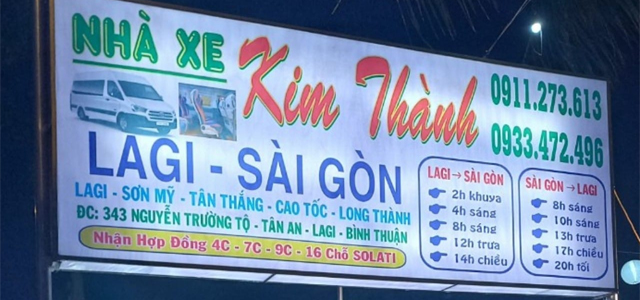 NHÀ XE
Kim Thành
0911.273.613
0933.472.496
LAGI - SÀI GÒN
LAGI - SƠN MỸ - TÂN THẮNG - CAO TỐC - LONG THÀNH
ĐC: 343 NGUYỄN TRƯỜNG TỘ - TÂN AN - LAGI - BÌNH THUẬN
Nhận Hợp Đồng 4C - 7C - 9C - 16 Chỗ SOLATI
LAGI → SÀI GÒN
2h khuya
4h sáng
8h sáng
12h trưa
14h chiều
SÀI GÒN → LAGI
8h sáng
10h sáng
13h trưa
17h chiều
20h tối